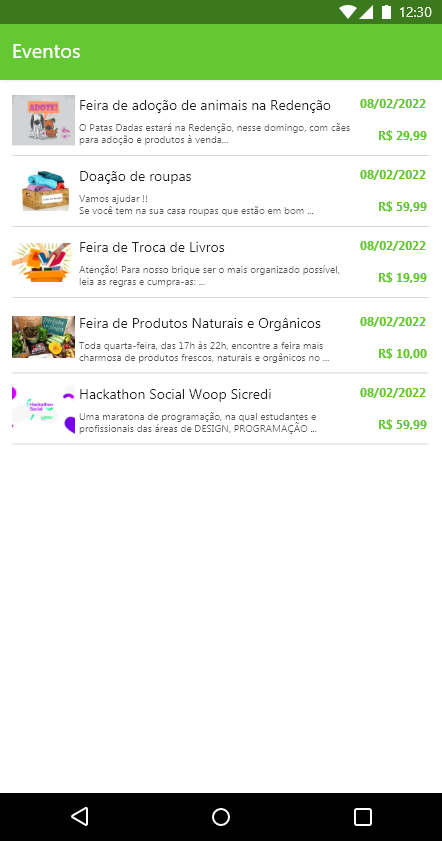 12:30
Eventos
ADOTE!
Feira de adoção de animais na Redenção
08/02/2022
O Patas Dadas estará na Redenção, nesse domingo, com cães
para adoção e produtos à venda...
R$ 29,99
Doação de roupas
08/02/2022
Vamos ajudar !!
Se você tem na sua casa roupas que estão em bom ...
R$ 59,99
Feira de Troca de Livros
08/02/2022
Atenção! Para nosso brique ser o mais organizado possível,
leia as regras e cumpra-as: ...
R$ 19,99
Feira de Produtos Naturais e Orgânicos
08/02/2022
Toda quarta-feira, das 17h às 22h, encontre a feira mais
charmosa de produtos frescos, naturais e orgânicos no ...
R$ 10,00
Hackathon
Social
Hackathon Social Woop Sicredi
08/02/2022
Uma maratona de programação, na qual estudantes e
profissionais das áreas de DESIGN, PROGRAMAÇÃO ...
R$ 59,99